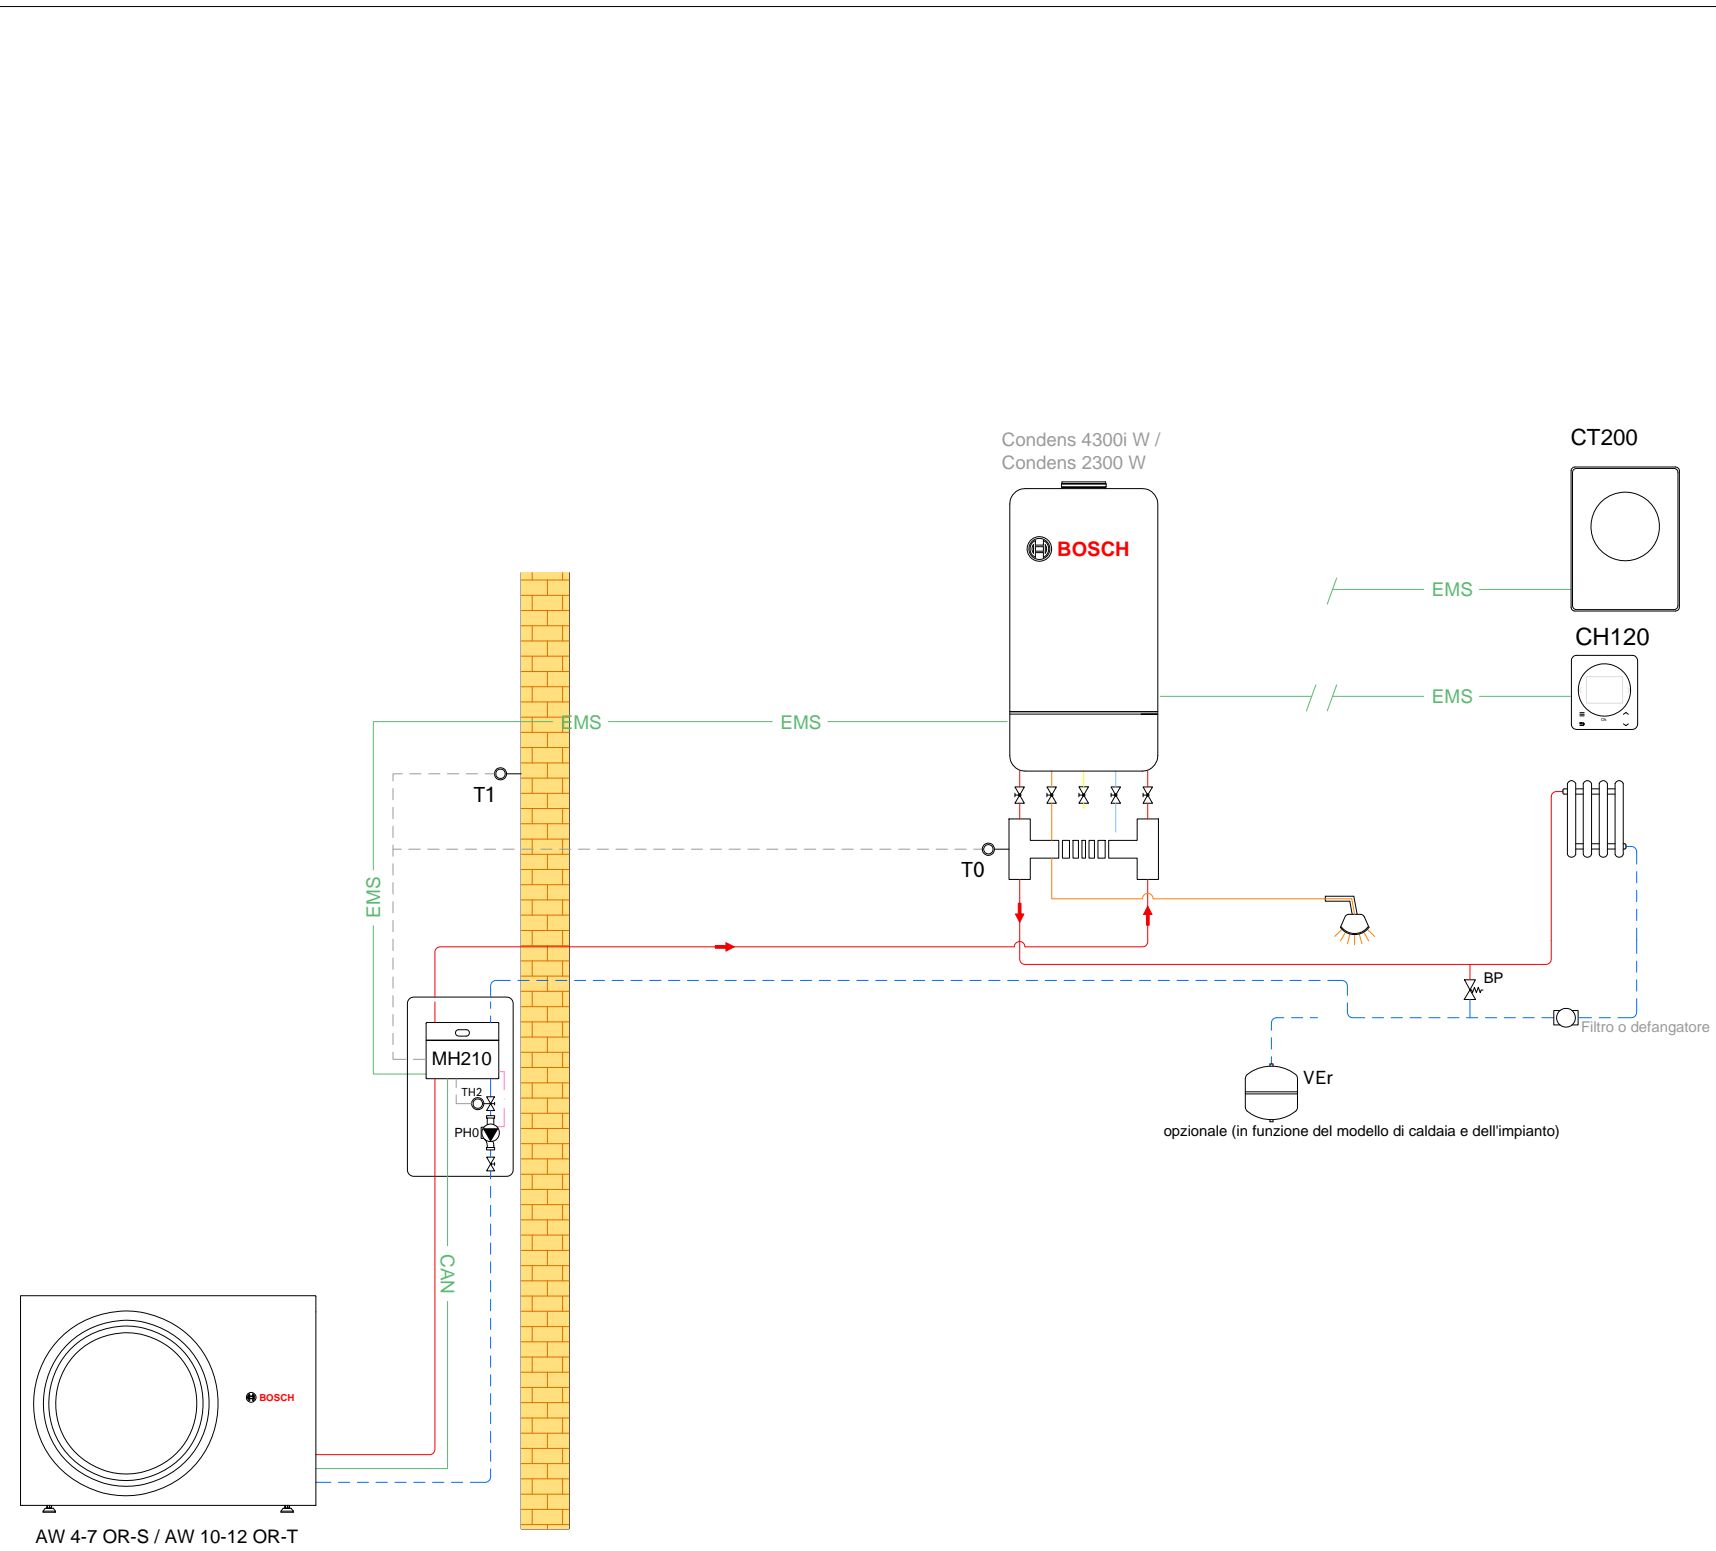 Condens 4300i W /
Condens 2300 W
CT200
BOSCH
EMS
CH120
EMS
EMS
EMS
T1
T0
EMS
BP
Filtro o defangatore
MH210
TH2
PH0
VEr
opzionale (in funzione del modello di caldaia e dell'impianto)
CAN
BOSCH
AW 4-7 OR-S / AW 10-12 OR-T